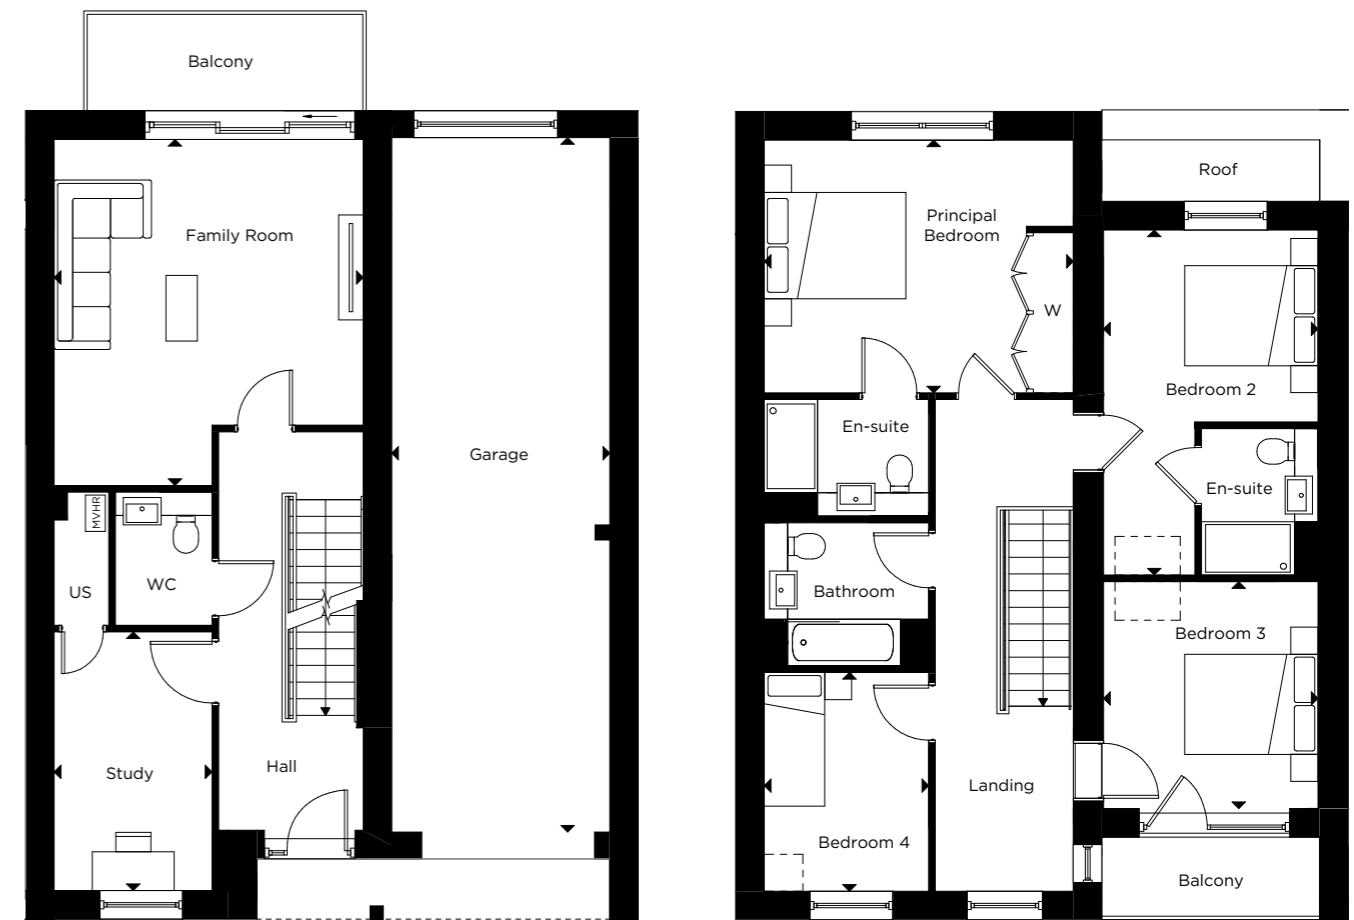 Balcony
Family Room
Garage
MVHR
US
WC
Study
Hall
Principal
Bedroom
W
Roof
Bedroom 2
En-suite
En-suite
Bathroom
Bedroom 3
Bedroom 4
Landing
Balcony